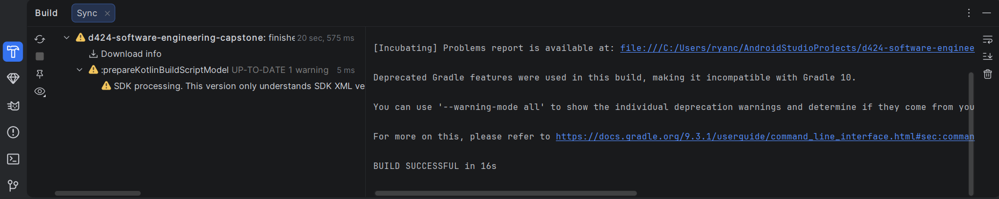 Build Sync
d424-software-engineering-capstone: finishe 20 sec, 575 ms
Download info
:prepareKotlinBuildScriptModel UP-TO-DATE 1 warning 5 ms
SDK processing. This version only understands SDK XML ve
[Incubating] Problems report is available at: file:///C:/Users/ryanc/AndroidStudioProjects/d424-software-enginee
Deprecated Gradle features were used in this build, making it incompatible with Gradle 10.
You can use '--warning-mode all' to show the individual deprecation warnings and determine if they come from you
For more on this, please refer to https://docs.gradle.org/9.3.1/userguide/command_line_interface.html#sec:comman
BUILD SUCCESSFUL in 16s